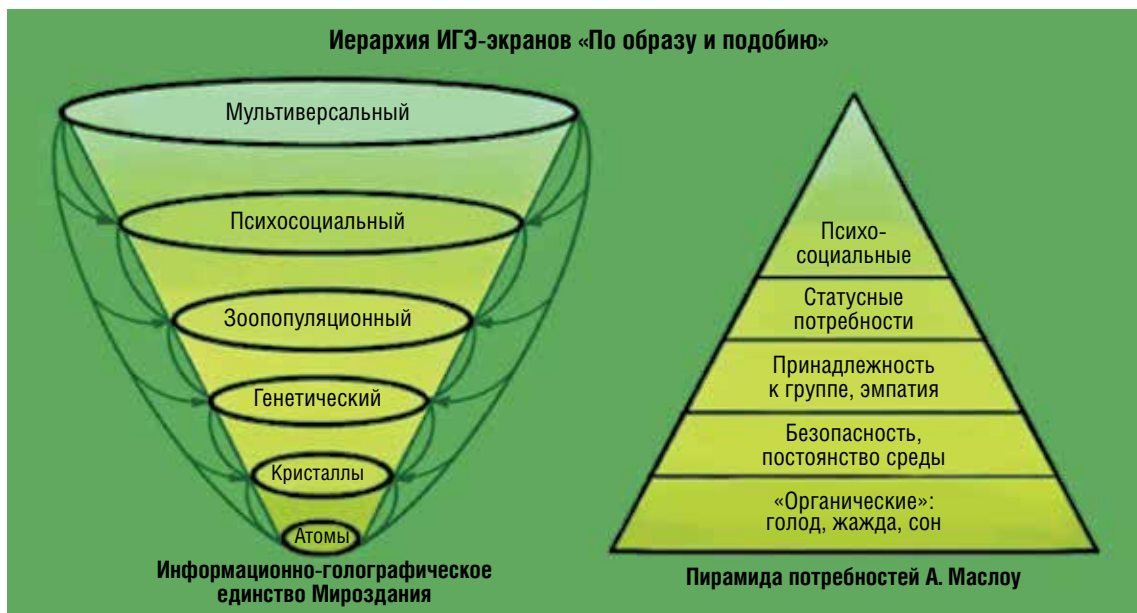 Иерархия ИГЭ-экранов «По образу и подобию»
Мультиверсальный
Психосоциальный
Зоопопуляционный
Генетический
Кристаллы
Атомы
Информационно-голографическое
единство Мироздания
Психо-
социальные
Статусные
потребности
Принадлежность
к группе, эмпатия
Безопасность,
постоянство среды
«Органические»:
голод, жажда, сон
Пирамида потребностей А. Маслоу